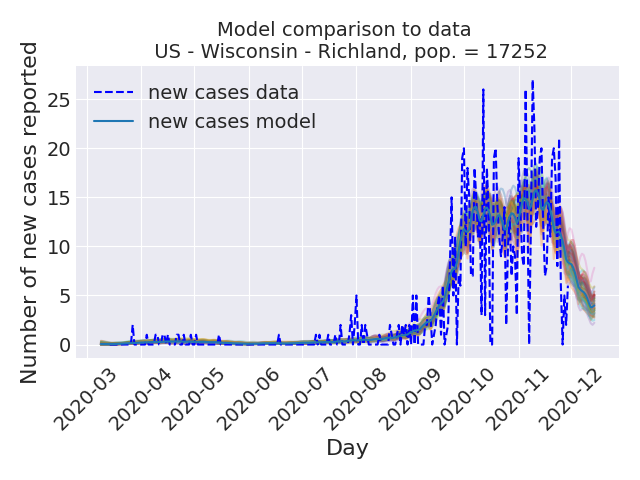 Model comparison to data
US - Wisconsin - Richland, pop. = 17252
Number of new cases reported
25
20
15
10
5
0
new cases data
new cases model
2020-03
2020-04
2020-05
2020-06
2020-07
2020-08
2020-09
2020-10
2020-11
2020-12
Day